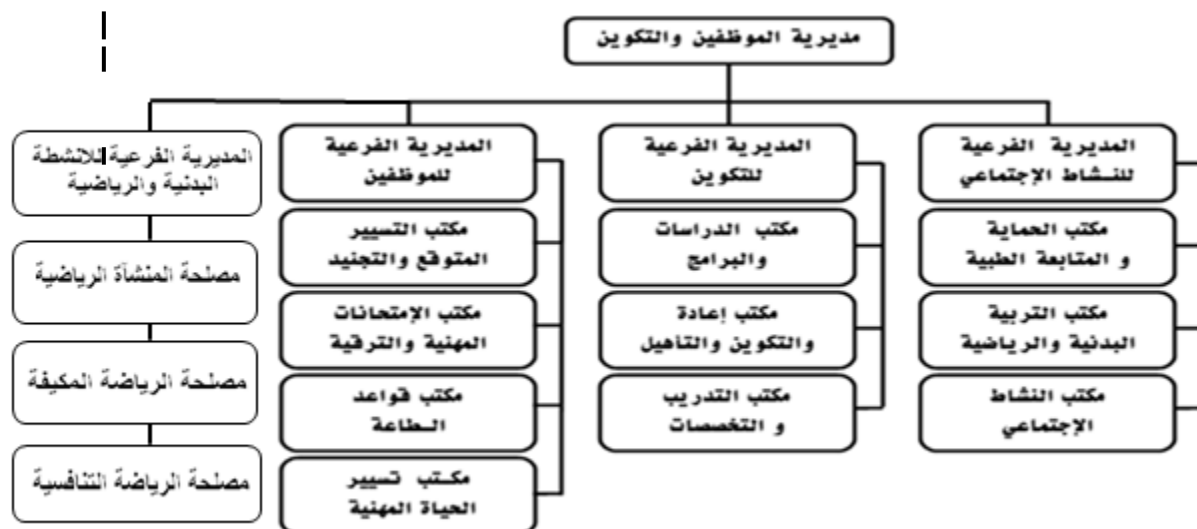 مديرية الموظفين والتكوين
المديرية الفرعية
للنشاط الإجتماعي
مكتب الحماية
و المتابعة الطبية
مكتب التربية
البدنية والرياضية
مكتب النشاط
الإجتماعي
المديرية الفرعية
للتكوين
مكتب الدراسات
والبرامج
مكتب إعادة
والتكوين والتأهيل
مكتب التدريب
و التخصصات
المديرية الفرعية
للموظفين
مكتب التسيير
المتوقع والتجنيد
مكتب الإمتحانات
المهنية والترقية
مكتب قواعد
الطاعة
مكتب تسيير
الحياة المهنية
المديرية الفرعية للانشطة
البدنية والرياضية
مصلحة المنشآة الرياضية
مصلحة الرياضة المكيفة
مصلحة الرياضة التنافسية